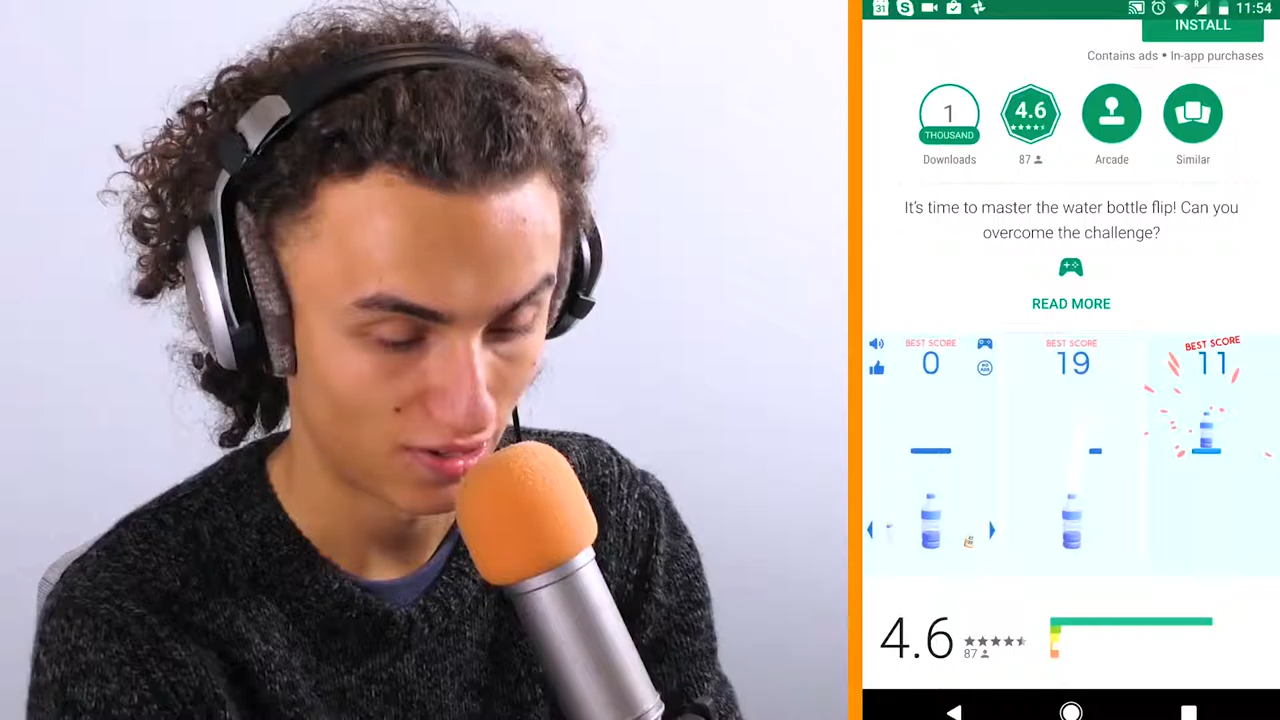 31
11:54
INSTALL
Contains ads • In-app purchases
1
THOUSAND
Downloads
4.6
87
Arcade
Similar
It's time to master the water bottle flip! Can you
overcome the challenge?
READ MORE
BEST SCORE
0
BEST SCORE
19
BEST SCORE
11
4.6
87